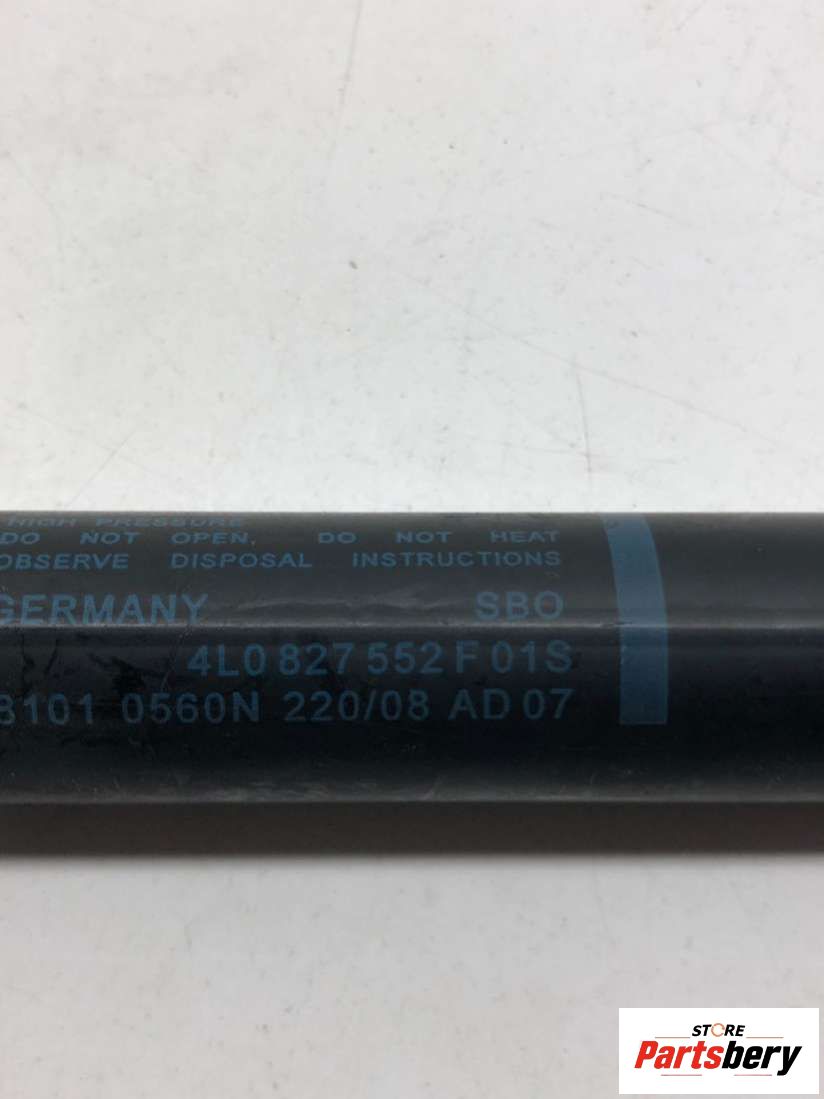 HIGH PRESSURE
DO NOT OPEN, DO NOT HEAT
OBSERVE DISPOSAL INSTRUCTIONS
GERMANY SBO
4L0 827 552 F 01S
8101 0560N 220/08 AD 07
STORE
Partsbery